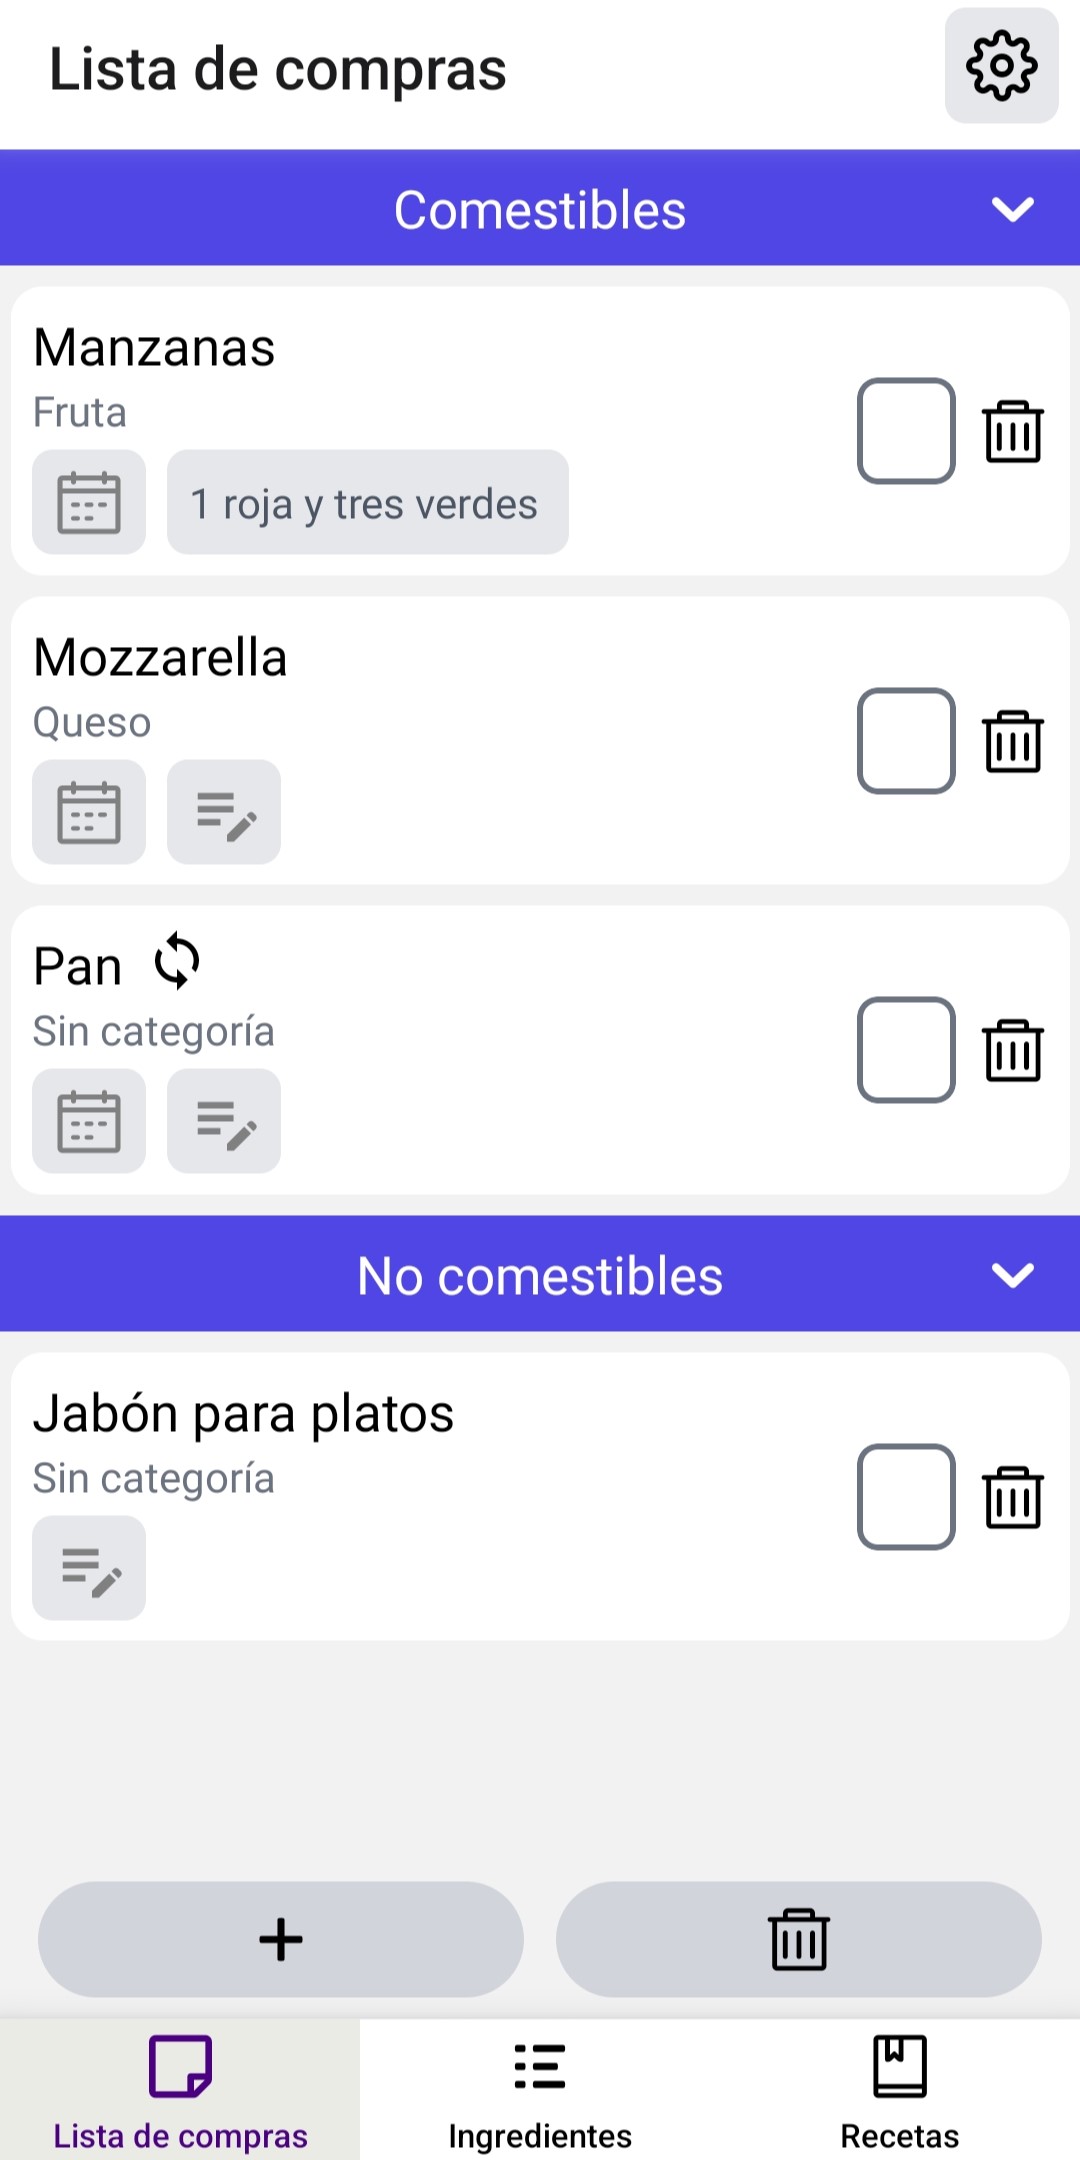 Lista de compras
Comestibles
Manzanas
Fruta
1 roja y tres verdes
Mozzarella
Queso
Pan
Sin categoría
No comestibles
Jabón para platos
Sin categoría
Lista de compras
Ingredientes
Recetas